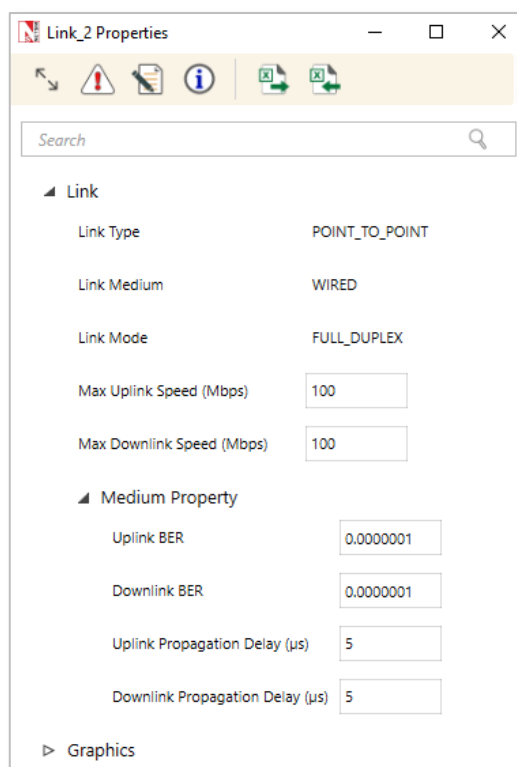 Link_2 Properties
Search
Link
Link Type POINT_TO_POINT
Link Medium WIRED
Link Mode FULL_DUPLEX
Max Uplink Speed (Mbps) 100
Max Downlink Speed (Mbps) 100
Medium Property
Uplink BER 0.0000001
Downlink BER 0.0000001
Uplink Propagation Delay (µs) 5
Downlink Propagation Delay (µs) 5
Graphics